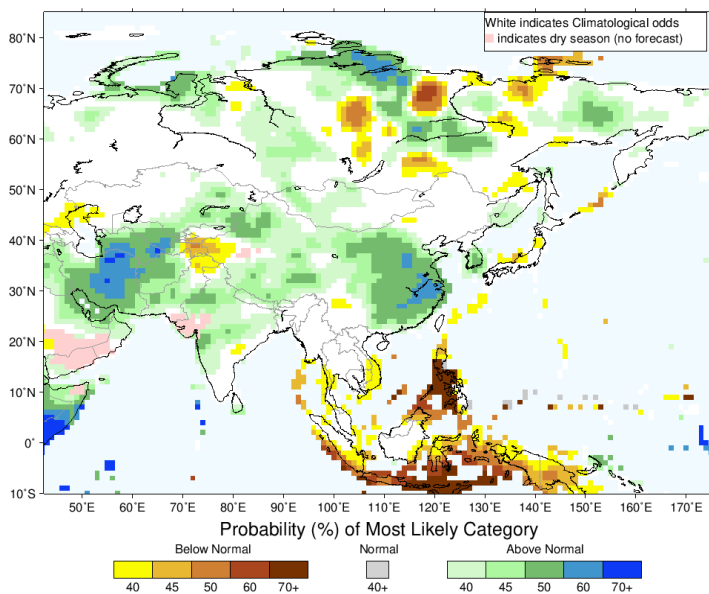 White indicates Climatological odds
indicates dry season (no forecast)
80°N
70°N
60°N
50°N
40°N
30°N
20°N
10°N
0°
10°S
50°E 60°E 70°E 80°E 90°E 100°E 110°E 120°E 130°E 140°E 150°E 160°E 170°E
Probability (%) of Most Likely Category
Below Normal Normal Above Normal
40 45 50 60 70+ 40+ 40 45 50 60 70+